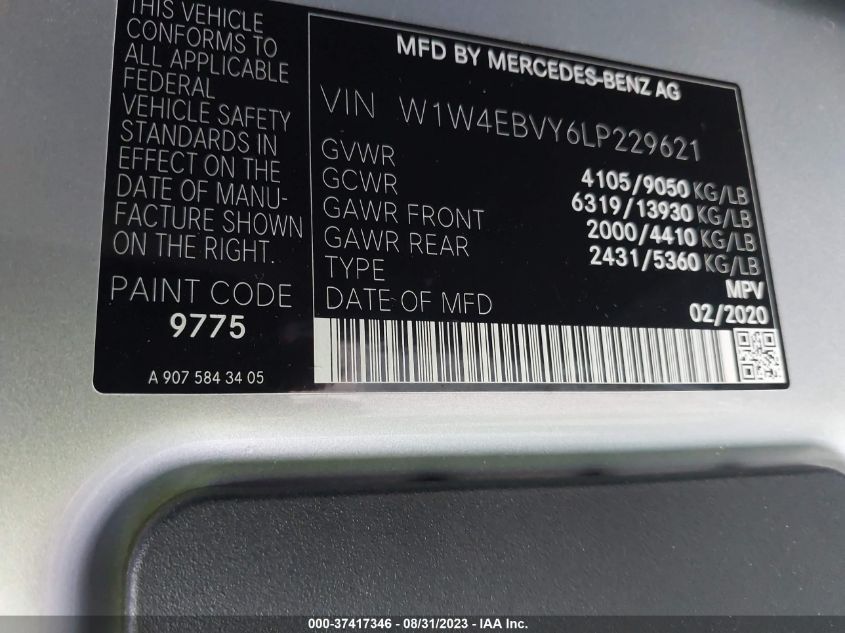 THIS VEHICLE
CONFORMS TO
ALL APPLICABLE
FEDERAL
VEHICLE SAFETY
STANDARDS IN
EFFECT ON THE
DATE OF MANU-
FACTURE SHOWN
ON THE RIGHT.
PAINT CODE
9775
A 907 584 34 05
MFD BY MERCEDES-BENZ AG
VIN W1W4EBVY6LP229621
GVWR 4105/9050 KG/LB
GCWR 6319/13930 KG/LB
GAWR FRONT 2000/4410 KG/LB
GAWR REAR 2431/5360 KG/LB
TYPE MPV
DATE OF MFD 02/2020
000-37417346 - 08/31/2023 - IAA Inc.